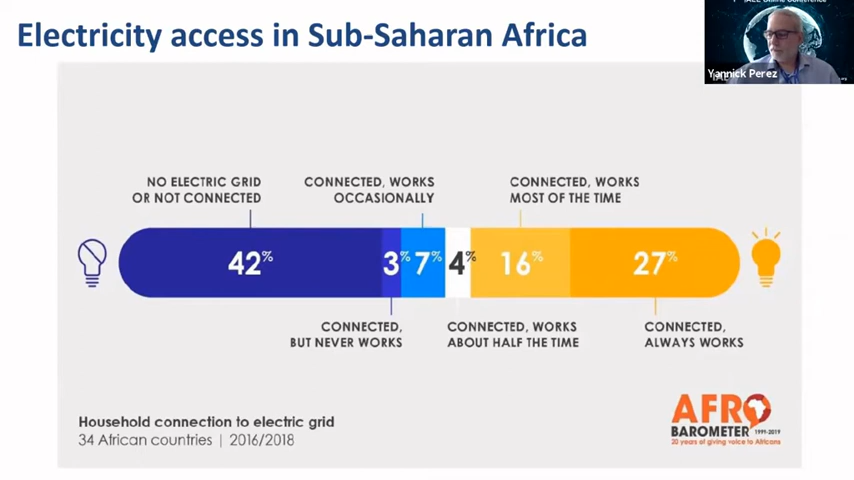 Electricity access in Sub-Saharan Africa
IAEE Online Conference
Yannick Perez
NO ELECTRIC GRID
OR NOT CONNECTED
CONNECTED, WORKS
OCCASIONALLY
CONNECTED, WORKS
MOST OF THE TIME
42%
3%
7%
4%
16%
27%
CONNECTED,
BUT NEVER WORKS
CONNECTED, WORKS
ABOUT HALF THE TIME
CONNECTED,
ALWAYS WORKS
Household connection to electric grid
34 African countries | 2016/2018
AFRO
BAROMETER 1999-2019
20 years of giving voice to Africans